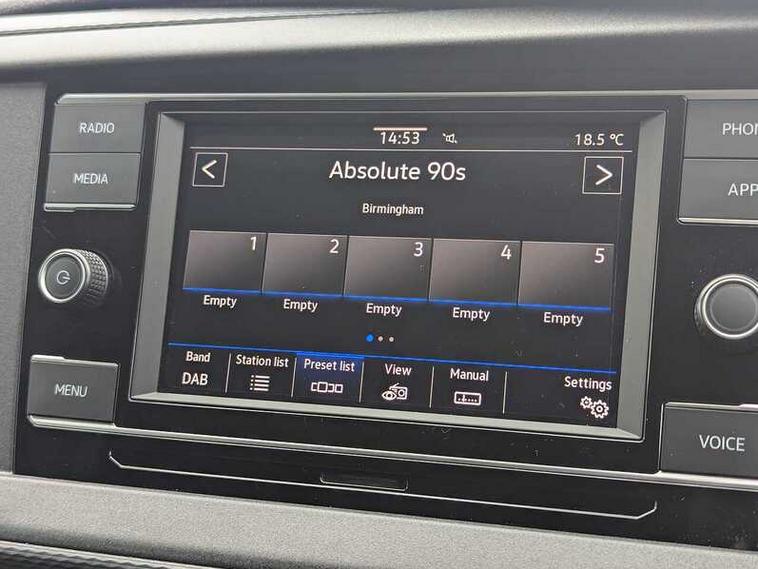 RADIO
MEDIA
MENU
14:53
18.5 °C
<
Absolute 90s
>
Birmingham
1 2 3 4 5
Empty Empty Empty Empty Empty
Band Station list Preset list View Manual Settings
DAB
PHON
APP
VOICE